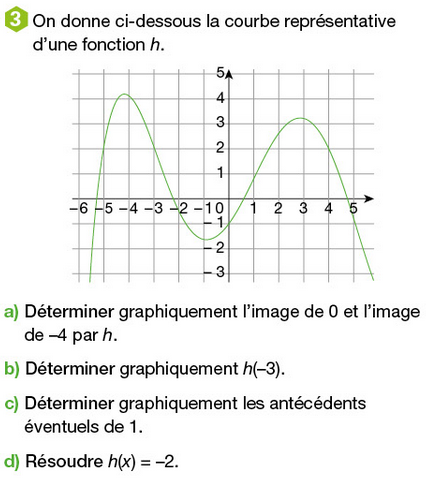 3 On donne ci-dessous la courbe représentative
d'une fonction h.
5
4
3
2
1
–6 –5 –4 –3 –2 –1 0 1 2 3 4 5
–1
–2
–3
a) Déterminer graphiquement l'image de 0 et l'image
de –4 par h.
b) Déterminer graphiquement h(–3).
c) Déterminer graphiquement les antécédents
éventuels de 1.
d) Résoudre h(x) = –2.